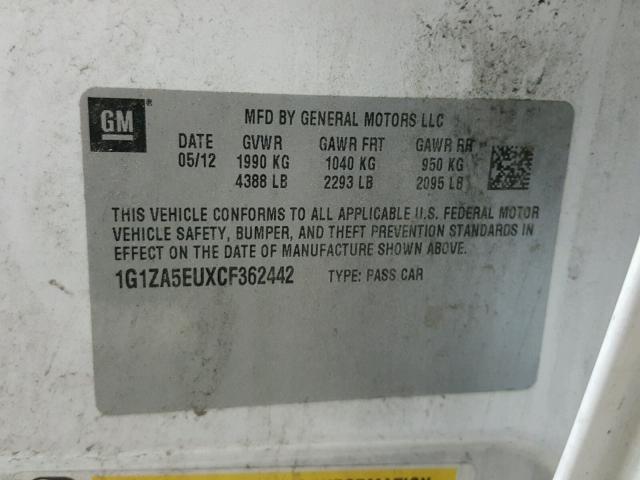 GM ®
MFD BY GENERAL MOTORS LLC
DATE GVWR GAWR FRT GAWR RR
05/12 1990 KG 1040 KG 950 KG
4388 LB 2293 LB 2095 LB
THIS VEHICLE CONFORMS TO ALL APPLICABLE U.S. FEDERAL MOTOR
VEHICLE SAFETY, BUMPER, AND THEFT PREVENTION STANDARDS IN
EFFECT ON THE DATE OF MANUFACTURE SHOWN ABOVE.
1G1ZA5EUXCF362442 TYPE: PASS CAR
INFORMATION